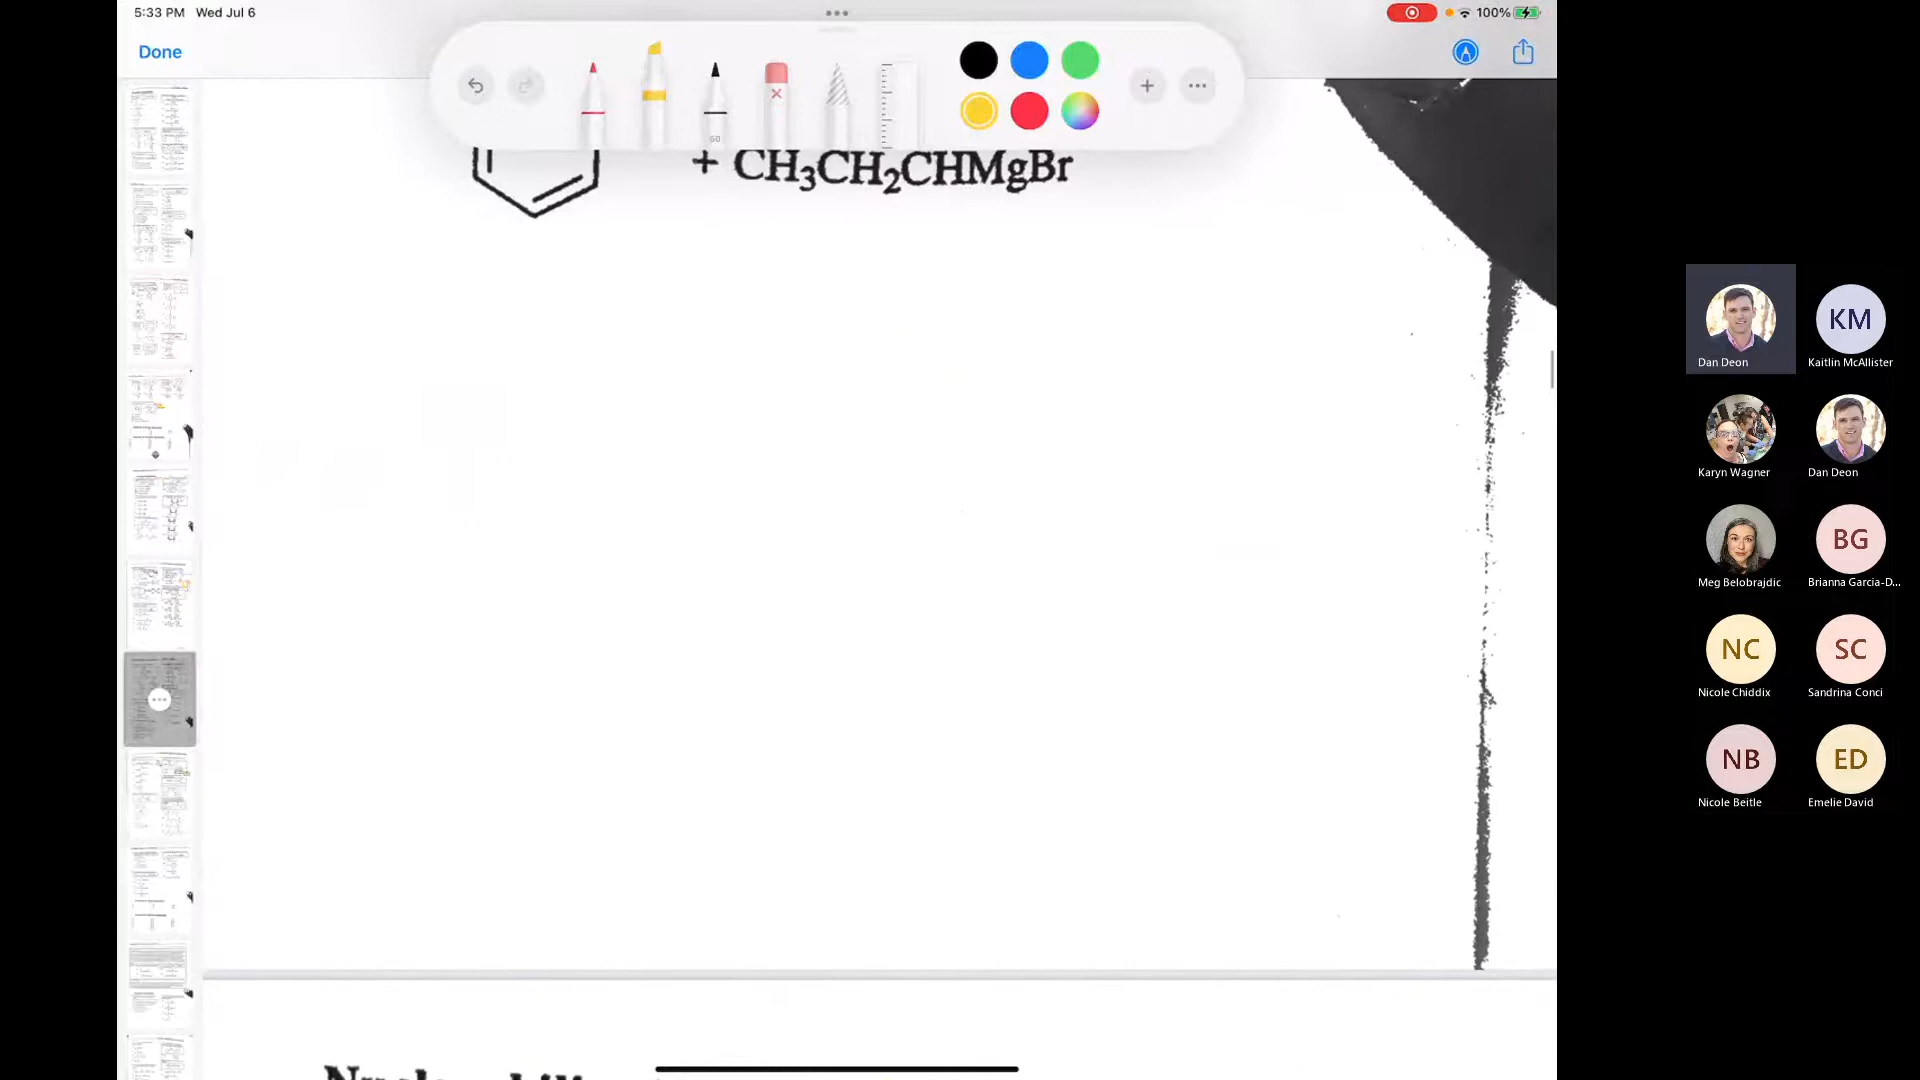 5:33 PM Wed Jul 6
100%
Done
60
+ CH₃CH₂CHMgBr
KM
Dan Deon
Kaitlin McAllister
Karyn Wagner
Dan Deon
BG
Meg Belobrajdic
Brianna Garcia-D...
NC
SC
Nicole Chiddix
Sandrina Conci
NB
ED
Nicole Beitle
Emelie David